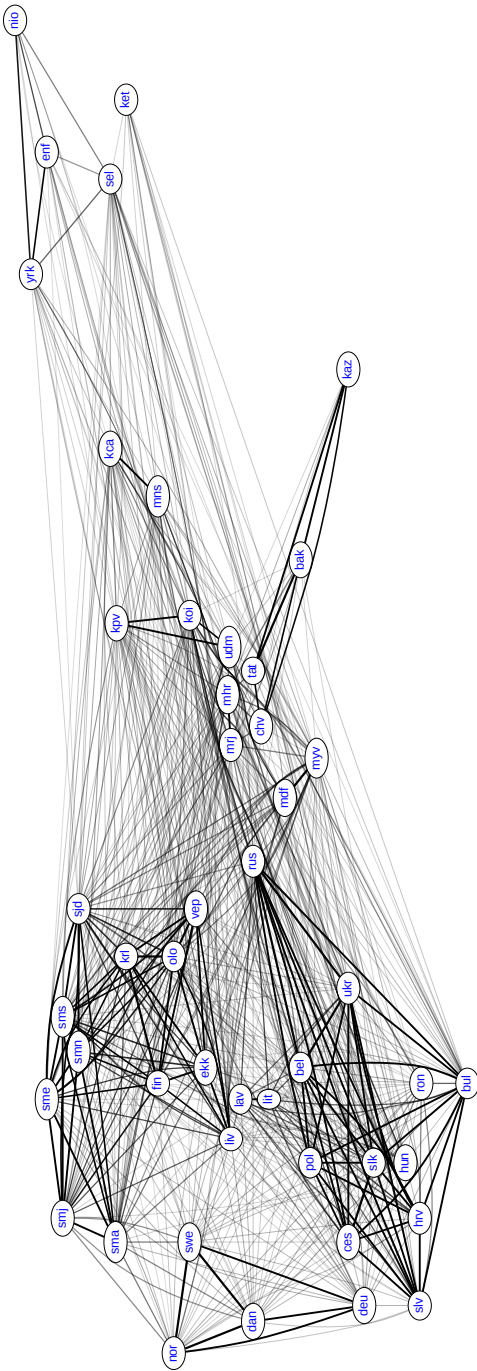 nio
ket
enf
sel
yrk
kaz
kca
mns
bak
koi
kpv
udm
tat
mhr
chv
mrj
myv
mdf
rus
sjd
vep
krl
olo
ukr
sms
smn
ekk
bel
fin
ron
bul
sme
lav
lit
liv
pol
slk
hun
smj
hrv
sma
swe
ces
deu
slv
dan
nor